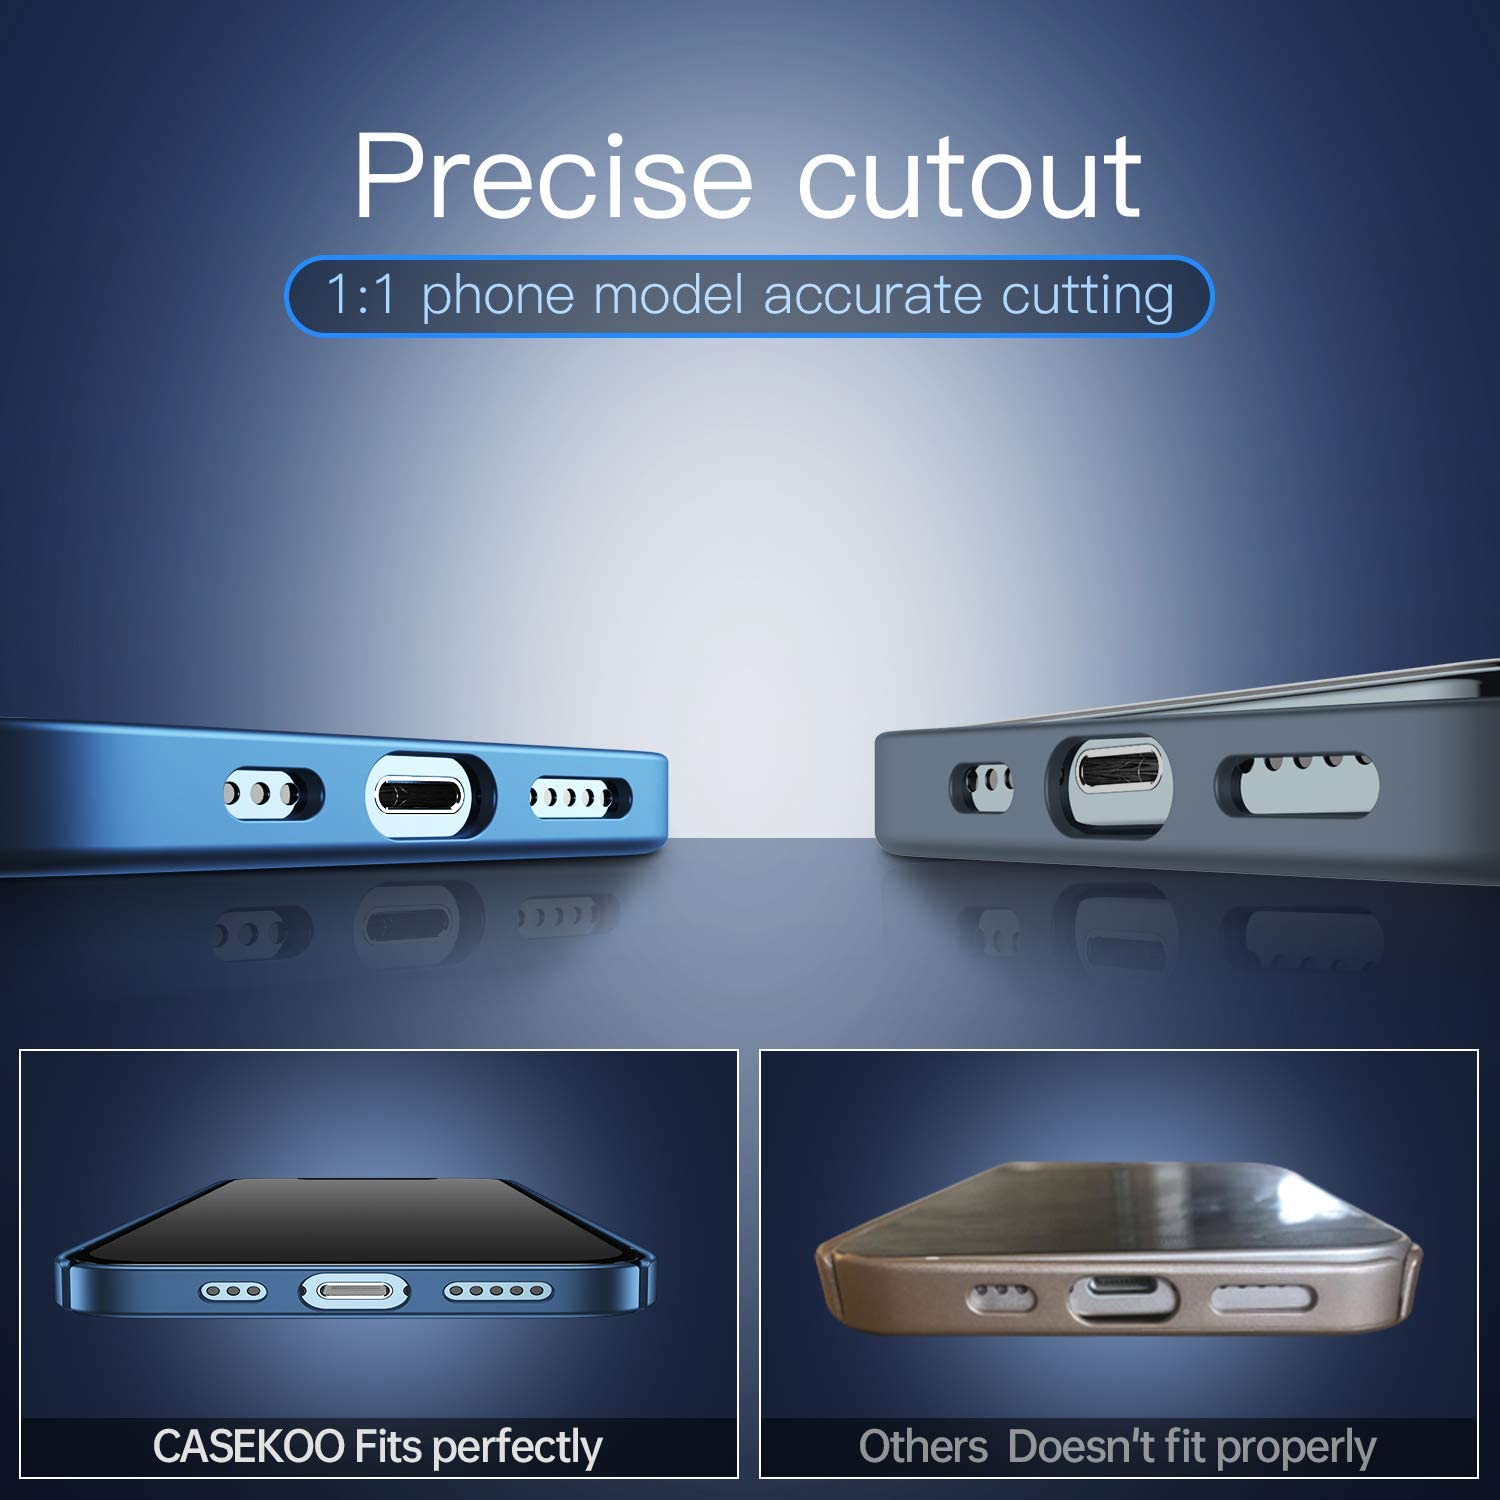 Precise cutout
1:1 phone model accurate cutting
CASEKOO Fits perfectly
Others Doesn't fit properly